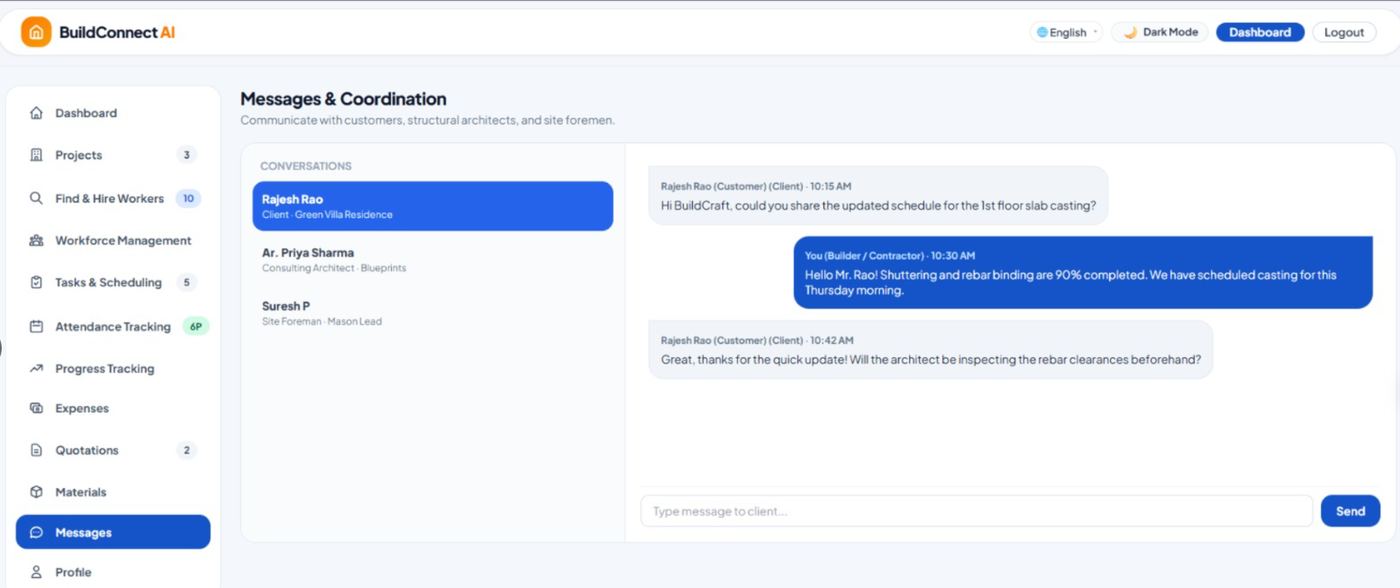 BuildConnect AI
English
Dark Mode
Dashboard
Logout
Dashboard
Projects 3
Find & Hire Workers 10
Workforce Management
Tasks & Scheduling 5
Attendance Tracking 6P
Progress Tracking
Expenses
Quotations 2
Materials
Messages
Profile
Messages & Coordination
Communicate with customers, structural architects, and site foremen.
CONVERSATIONS
Rajesh Rao
Client · Green Villa Residence
Ar. Priya Sharma
Consulting Architect · Blueprints
Suresh P
Site Foreman · Mason Lead
Rajesh Rao (Customer) (Client) · 10:15 AM
Hi BuildCraft, could you share the updated schedule for the 1st floor slab casting?
You (Builder / Contractor) · 10:30 AM
Hello Mr. Rao! Shuttering and rebar binding are 90% completed. We have scheduled casting for this
Thursday morning.
Rajesh Rao (Customer) (Client) · 10:42 AM
Great, thanks for the quick update! Will the architect be inspecting the rebar clearances beforehand?
Type message to client...
Send